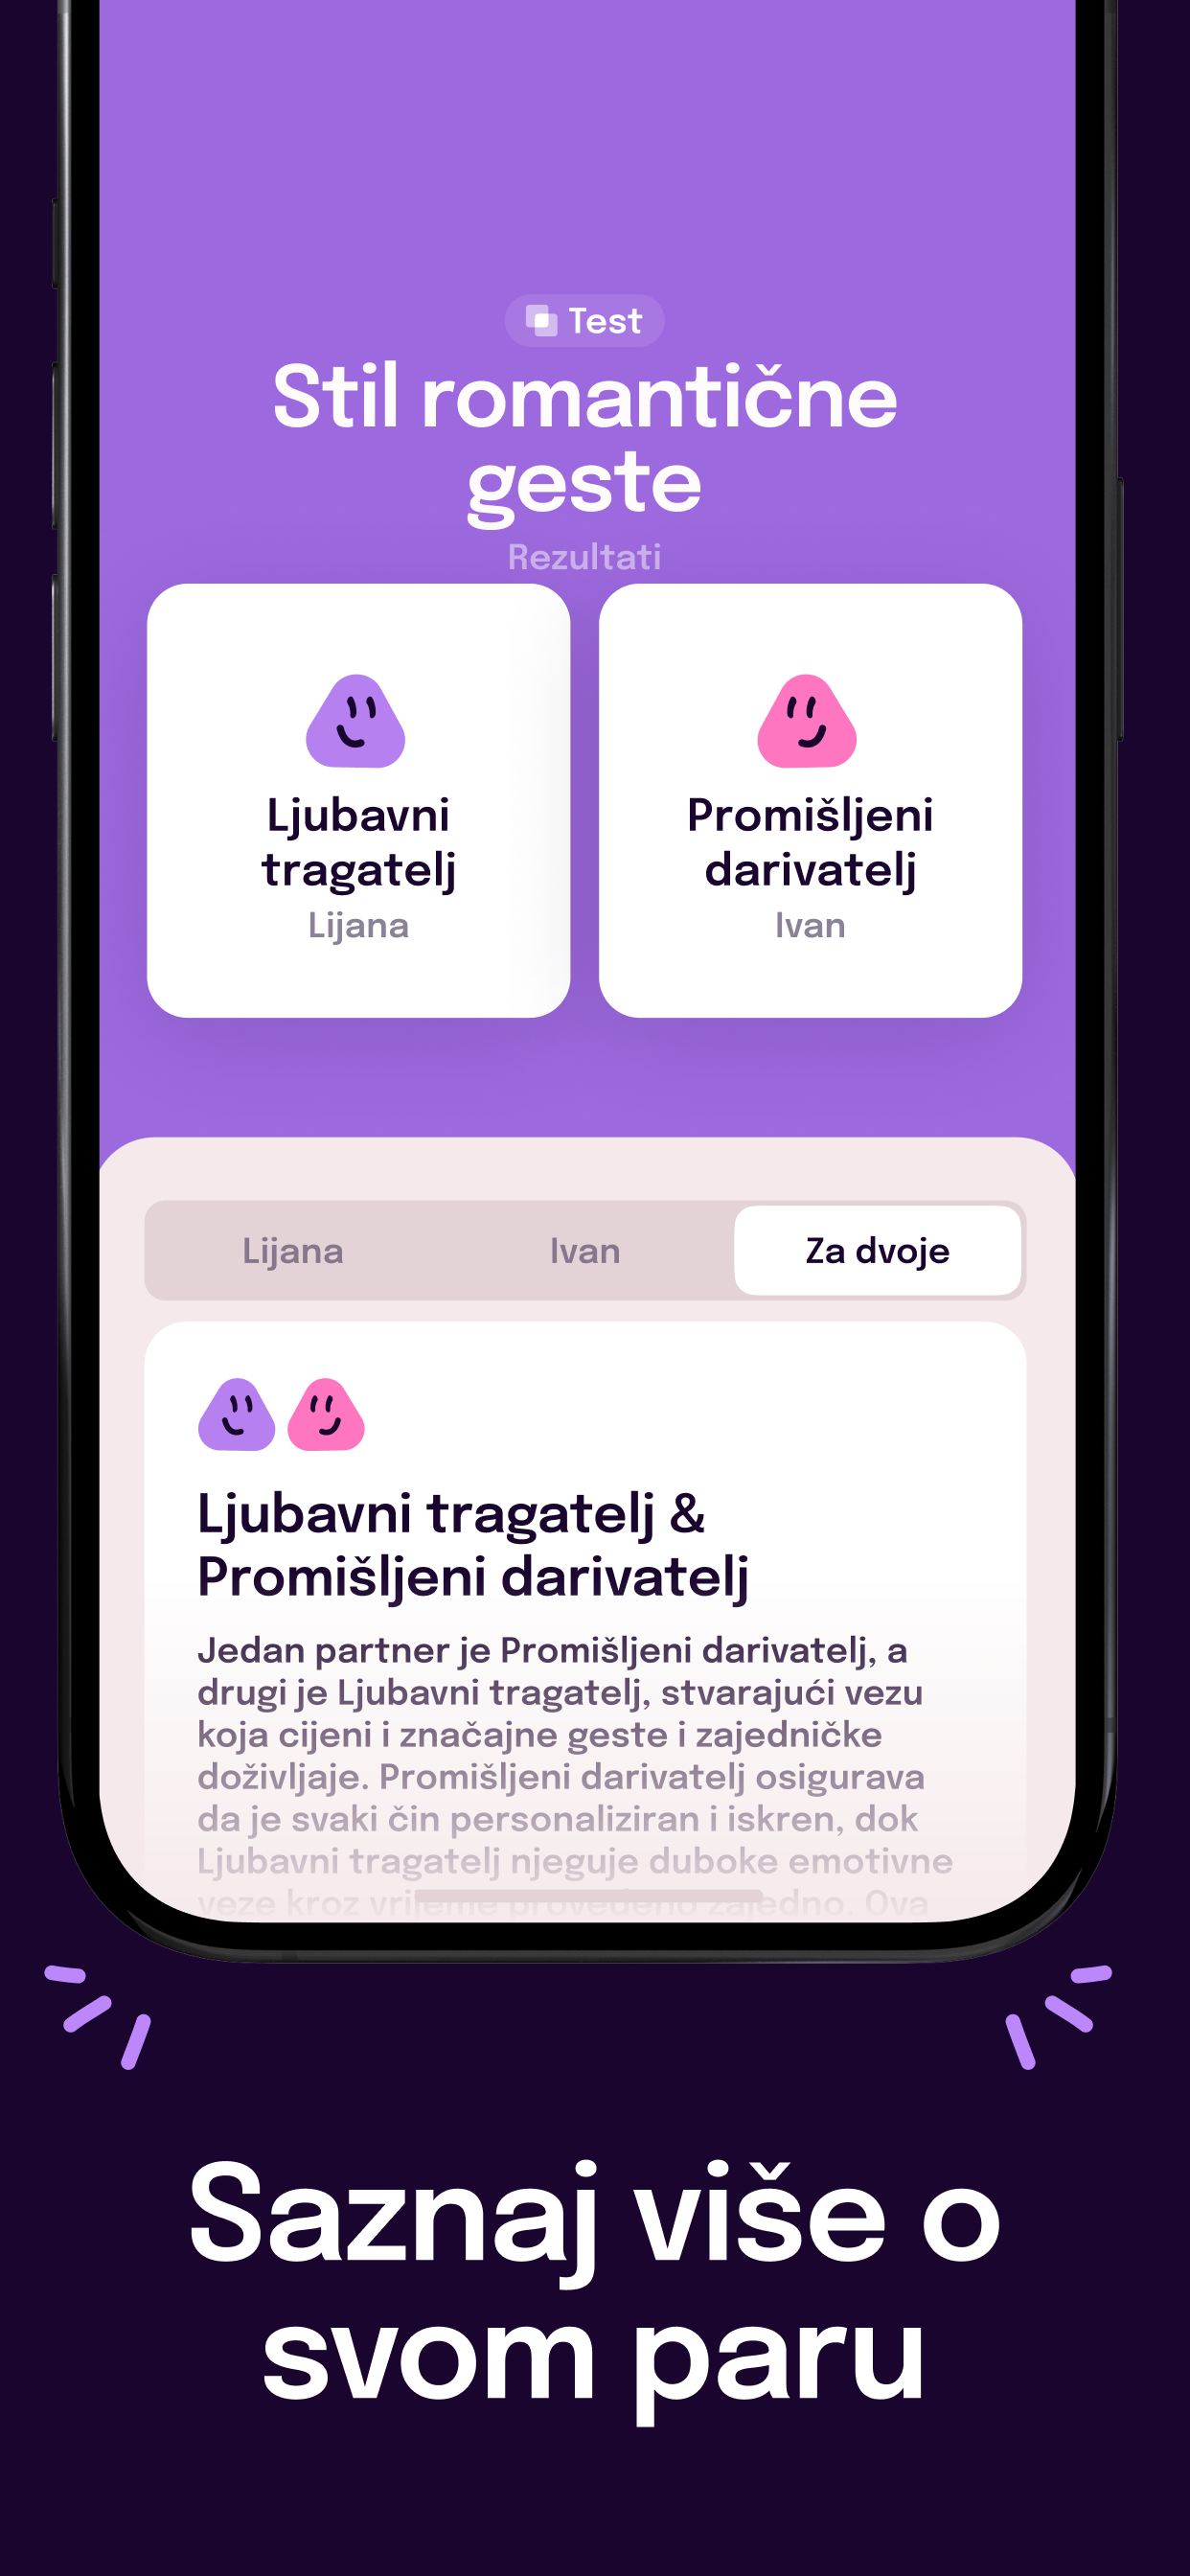 Test
Stil romantične
geste
Rezultati
Ljubavni
tragatelj
Lijana
Promišljeni
darivatelj
Ivan
Lijana
Ivan
Za dvoje
Ljubavni tragatelj &
Promišljeni darivatelj
Jedan partner je Promišljeni darivatelj, a
drugi je Ljubavni tragatelj, stvarajući vezu
koja cijeni i značajne geste i zajedničke
doživljaje. Promišljeni darivatelj osigurava
da je svaki čin personaliziran i iskren, dok
Ljubavni tragatelj njeguje duboke emotivne
veze kroz vrijeme provedeno zajedno. Ova
Saznaj više o
svom paru